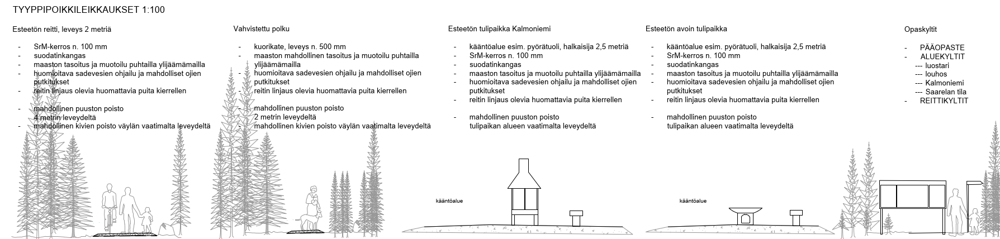 TYYPPIPOIKKILEIKKAUKSET 1:100
Esteetön reitti, leveys 2 metriä
- SrM-kerros n. 100 mm
- suodatinkangas
- maaston tasoitus ja muotoilu puhtailla ylijäämämailla
- huomioitava sadevesien ohjailu ja mahdolliset ojien
putkitukset
- reitin linjaus olevia huomattavia puita kierrellen
- mahdollinen puuston poisto
4 metrin leveydeltä
- mahdollinen kivien poisto väylän vaatimalta leveydeltä
Vahvistettu polku
- kuorikate, leveys n. 500 mm
- maaston mahdollinen tasoitus ja muotoilu puhtailla
ylijäämämailla
- huomioitava sadevesien ohjailu ja mahdolliset ojien
putkitukset
- reitin linjaus olevia huomattavia puita kierrellen
- mahdollinen puuston poisto
2 metrin leveydeltä
- mahdollinen kivien poisto väylän vaatimalta leveydeltä
Esteetön tulipaikka Kalmoniemi
- kääntöalue esim. pyörätuoli, halkaisija 2,5 metriä
- SrM-kerros n. 100 mm
- suodatinkangas
- maaston tasoitus ja muotoilu puhtailla ylijäämämailla
- huomioitava sadevesien ohjailu ja mahdolliset ojien
putkitukset
- reitin linjaus olevia huomattavia puita kierrellen
- mahdollinen puuston poisto
tulipaikan alueen vaatimalta leveydeltä
kääntöalue
Esteetön avoin tulipaikka
- kääntöalue esim. pyörätuoli, halkaisija 2,5 metriä
- SrM-kerros n. 100 mm
- suodatinkangas
- maaston tasoitus ja muotoilu puhtailla ylijäämämailla
- huomioitava sadevesien ohjailu ja mahdolliset ojien
putkitukset
- reitin linjaus olevia huomattavia puita kierrellen
- mahdollinen puuston poisto
tulipaikan alueen vaatimalta leveydeltä
kääntöalue
Opaskyltit
- PÄÄOPASTE
- ALUEKYLTIT
--- luostari
--- louhos
--- Kalmoniemi
--- Saarelan tila
- REITTIKYLTIT